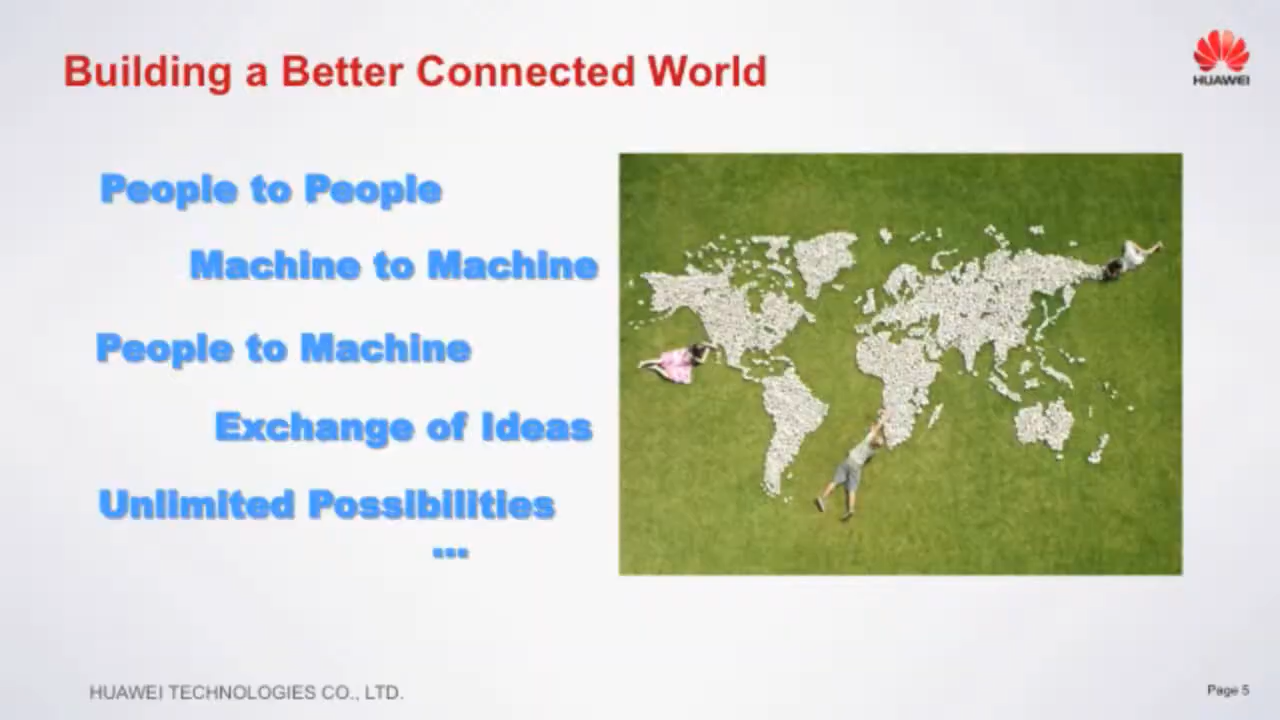 Building a Better Connected World
HUAWEI
People to People
Machine to Machine
People to Machine
Exchange of Ideas
Unlimited Possibilities
...
HUAWEI TECHNOLOGIES CO., LTD.
Page 5